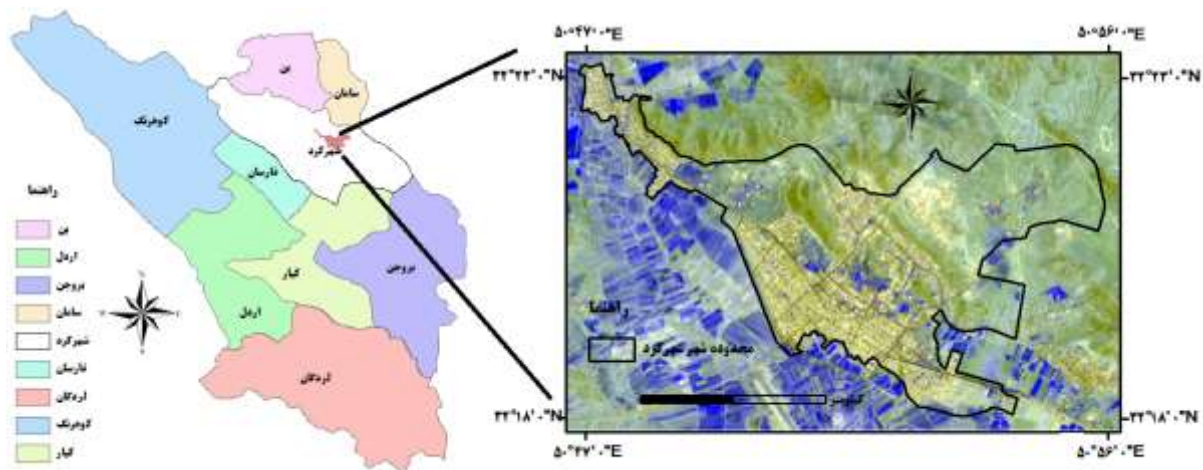 بن
سامان
کوهرنگ
شهرکرد
فارسان
کیار
بروجن
اردل
اردل
لردگان
راهنما
بن
اردل
بروجن
سامان
شهرکرد
فارسان
لردگان
کوهرنگ
کیار
۵۰°۴۷'۰"E
۵۰°۵۶'۰"E
۳۲°۲۳'۰"N
۳۲°۲۳'۰"N
راهنما
محدوده شهر شهرکرد
کیلومتر
۳۲°۱۸'۰"N
۳۲°۱۸'۰"N
۵۰°۴۷'۰"E
۵۰°۵۶'۰"E